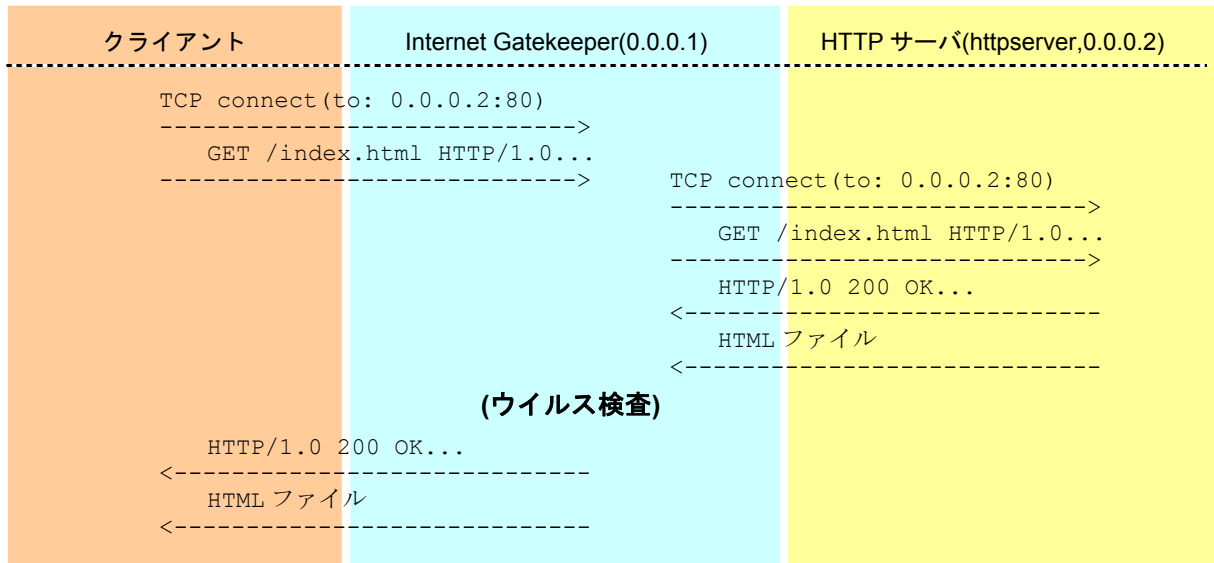 クライアント
Internet Gatekeeper(0.0.0.1)
HTTP サーバ(httpserver,0.0.0.2)
TCP connect(to: 0.0.0.2:80)
----------------------------->
GET /index.html HTTP/1.0...
----------------------------->
TCP connect(to: 0.0.0.2:80)
----------------------------->
GET /index.html HTTP/1.0...
----------------------------->
HTTP/1.0 200 OK...
<-----------------------------
HTML ファイル
<-----------------------------
(ウイルス検査)
HTTP/1.0 200 OK...
<-----------------------------
HTML ファイル
<-----------------------------